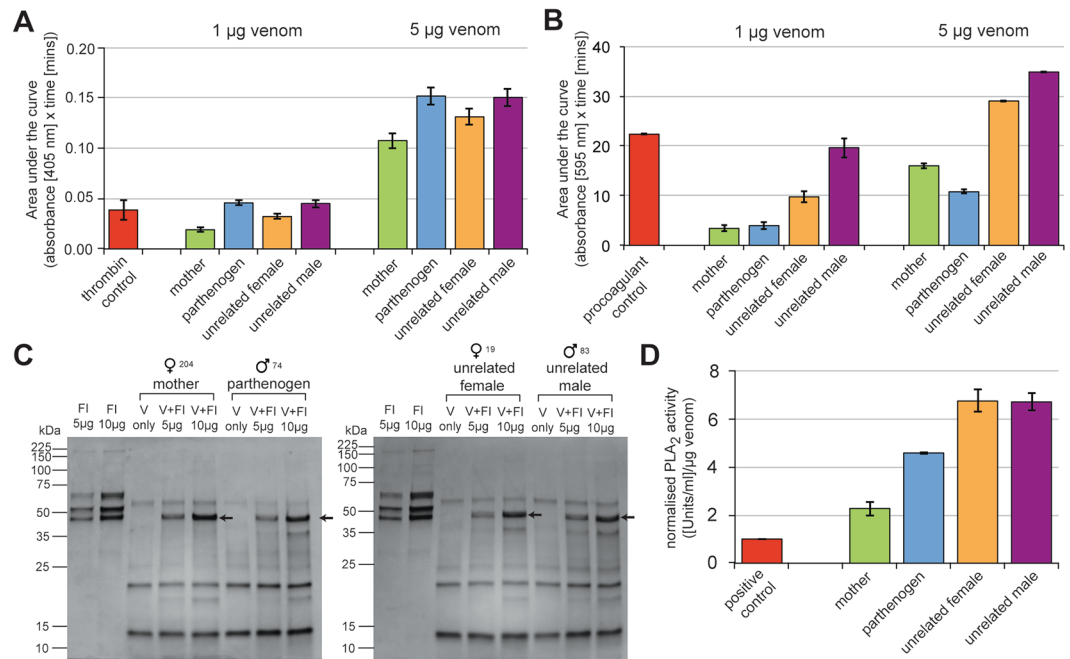 A
1 µg venom
5 µg venom
Area under the curve
(absorbance [405 nm] x time [mins])
0.20
0.15
0.10
0.05
0.00
thrombin
control
mother
parthenogen
unrelated female
unrelated male
mother
parthenogen
unrelated female
unrelated male
B
1 µg venom
5 µg venom
Area under the curve
(absorbance [595 nm] x time [mins])
40
30
20
10
0
procoagulant
control
mother
parthenogen
unrelated female
unrelated male
mother
parthenogen
unrelated female
unrelated male
C
♀ 204
mother
♂ 74
parthenogen
FI FI V V+FI V+FI V V+FI V+FI
5µg 10µg only 5µg 10µg only 5µg 10µg
kDa
225
150
100
75
50
35
25
15
10
♀ 19
unrelated
female
♂ 83
unrelated
male
FI FI V V+FI V+FI V V+FI V+FI
5µg 10µg only 5µg 10µg only 5µg 10µg
kDa
225
150
100
75
50
35
25
15
10
D
normalised PLA2 activity
([Units/ml]/µg venom)
8
6
4
2
0
positive
control
mother
parthenogen
unrelated female
unrelated male